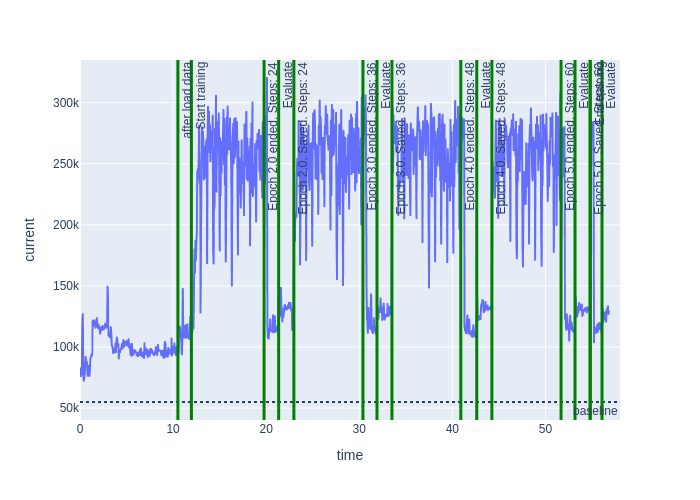 current
300k
250k
200k
150k
100k
50k
after load data
Start training
Epoch 2.0 ended. Steps: 24
Evaluate
Epoch 2.0. Saved. Steps: 24
Epoch 3.0 ended. Steps: 36
Evaluate
Epoch 3.0. Saved. Steps: 36
Epoch 4.0 ended. Steps: 48
Evaluate
Epoch 4.0. Saved. Steps: 48
Epoch 5.0 ended. Steps: 60
Evaluate
Epoch 5.0. Saved. Steps: 60
Evaluate
baseline
0
10
20
30
40
50
time